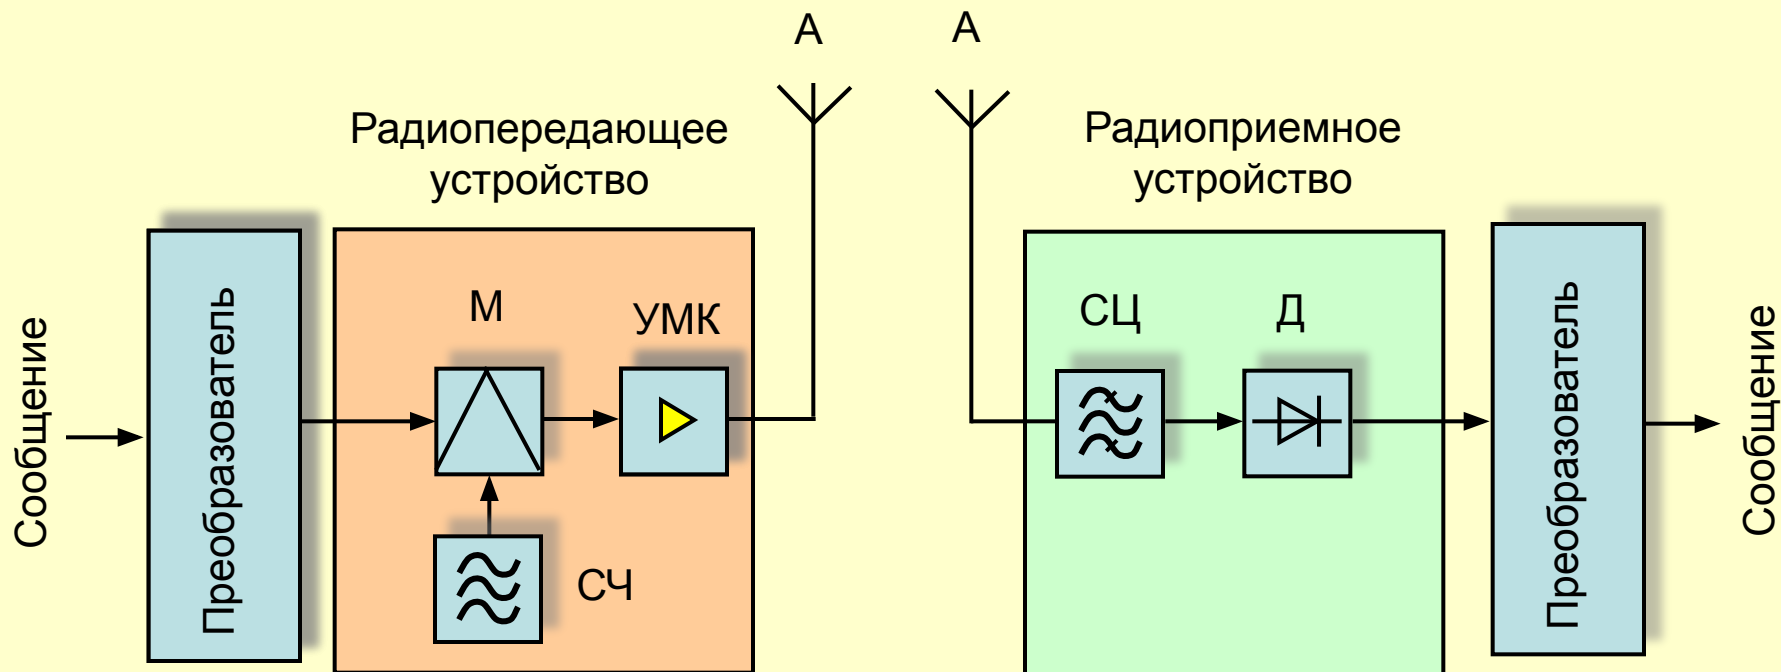 А
А
Радиопередающее
устройство
Радиоприемное
устройство
Сообщение
Преобразователь
М
УМК
СЧ
СЦ
Д
Преобразователь
Сообщение